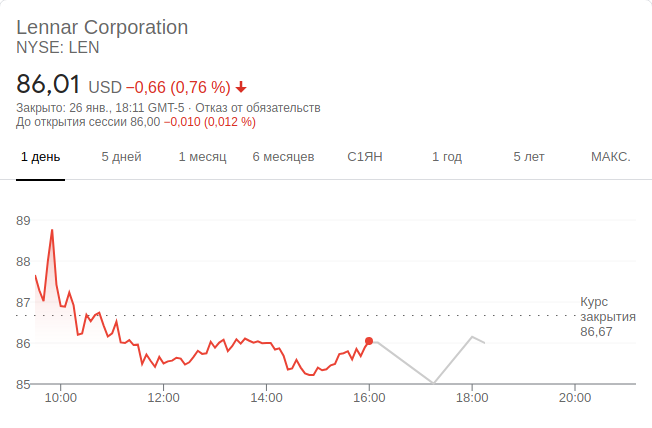 Lennar Corporation
NYSE: LEN
86,01 USD −0,66 (0,76 %)
Закрыто: 26 янв., 18:11 GMT-5 · Отказ от обязательств
До открытия сессии 86,00 −0,010 (0,012 %)
1 день 5 дней 1 месяц 6 месяцев С1ЯН 1 год 5 лет МАКС.
89
88
87
Курс
закрытия
86,67
86
85
10:00 12:00 14:00 16:00 18:00 20:00